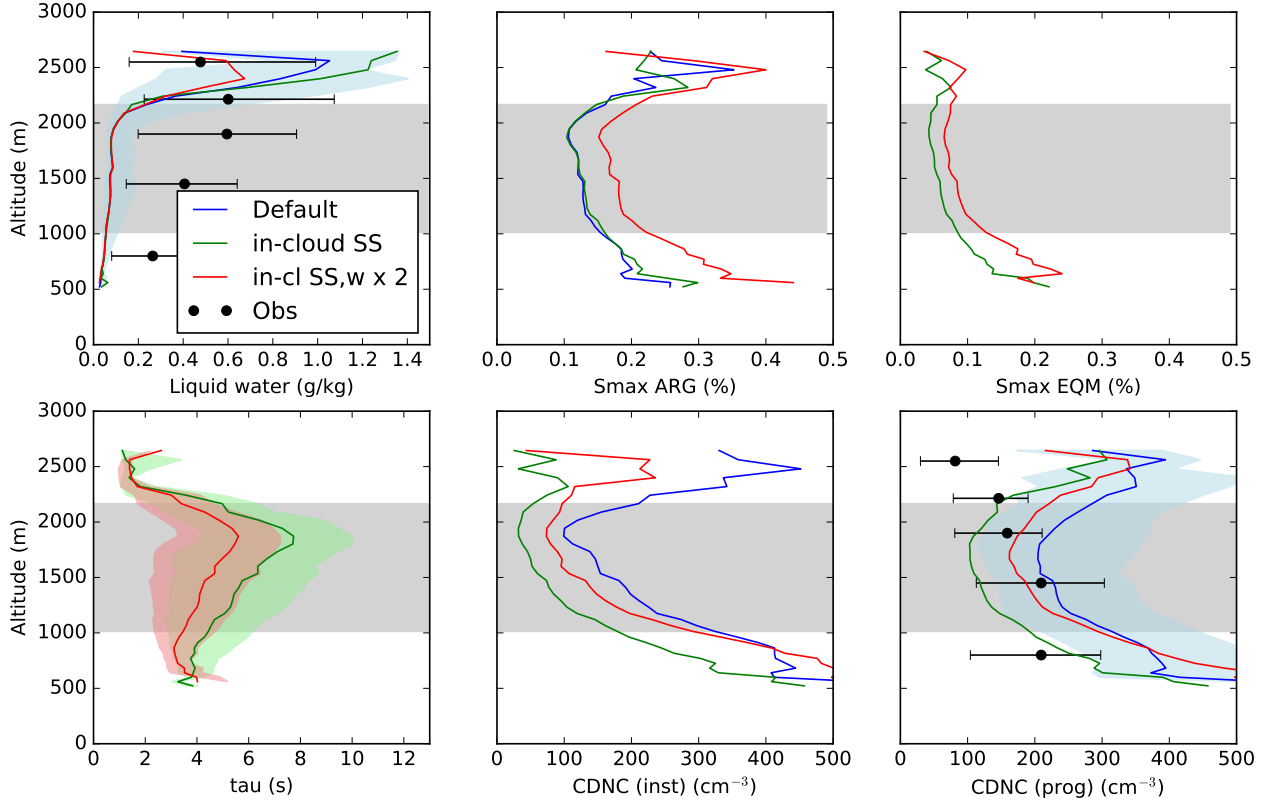 3000
2500
2000
1500
1000
500
0
Altitude (m)
0.0 0.2 0.4 0.6 0.8 1.0 1.2 1.4
Liquid water (g/kg)
Default
in-cloud SS
in-cl SS,w x 2
Obs
0.0 0.1 0.2 0.3 0.4 0.5
Smax ARG (%)
0.0 0.1 0.2 0.3 0.4 0.5
Smax EQM (%)
3000
2500
2000
1500
1000
500
0
Altitude (m)
0 2 4 6 8 10 12
tau (s)
0 100 200 300 400 500
CDNC (inst) (cm⁻³)
0 100 200 300 400 500
CDNC (prog) (cm⁻³)